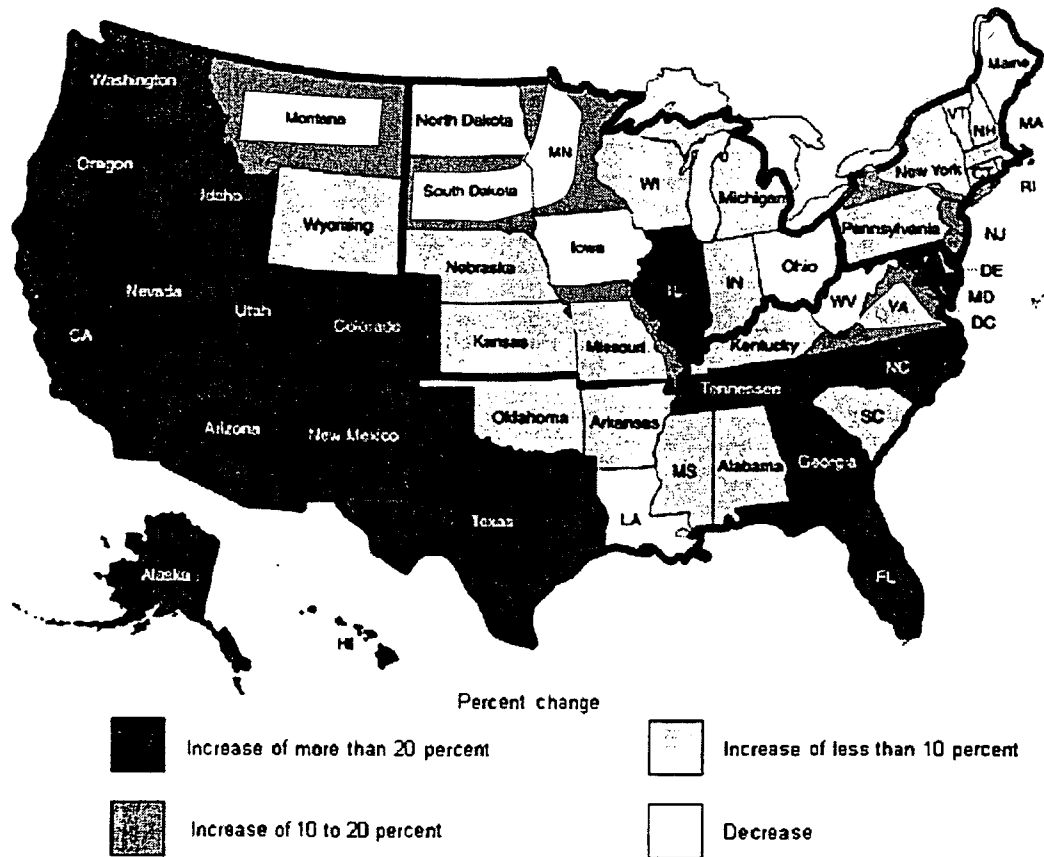 Washington
Montana
North Dakota
MN
Maine
VT
NH
MA
Oregon
Idaho
South Dakota
WI
Michigan
New York
CT
RI
Wyoming
Iowa
Pennsylvania
NJ
Nebraska
Ohio
DE
Nevada
Utah
Colorado
IL
IN
WV
VA
MD
DC
CA
Kansas
Missouri
Kentucky
Arizona
New Mexico
Oklahoma
Arkansas
Tennessee
NC
SC
MS
Alabama
Georgia
Texas
LA
FL
Alaska
HI
Percent change
Increase of more than 20 percent
Increase of less than 10 percent
Increase of 10 to 20 percent
Decrease